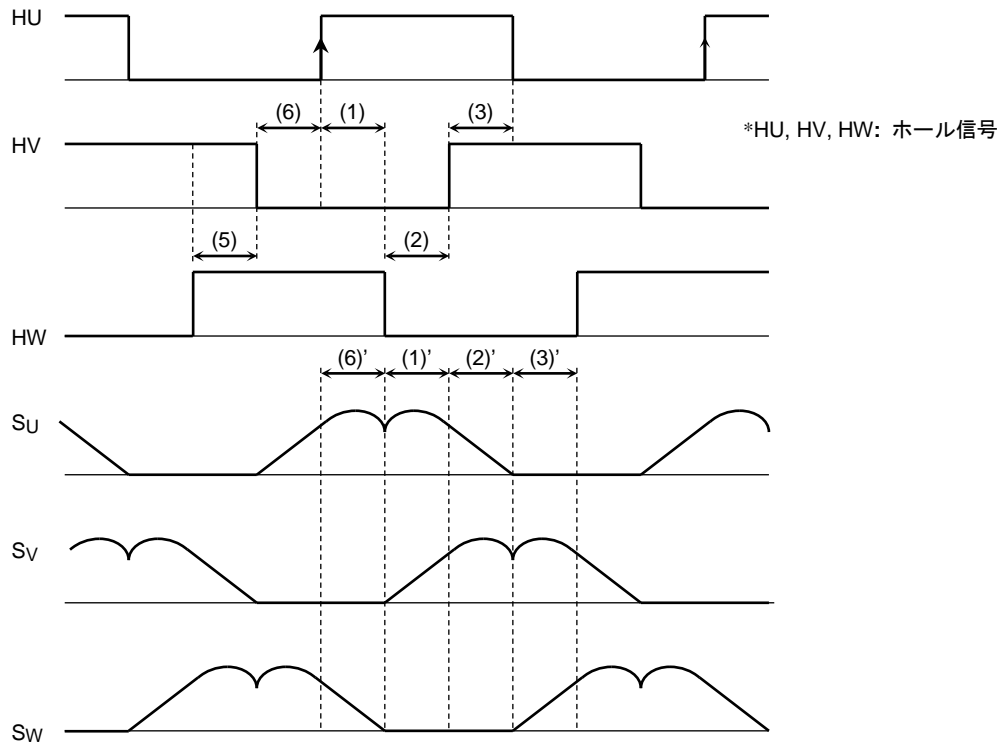 HU
(6) (1) (3)
*HU, HV, HW: ホール信号
HV
(5) (2)
HW
(6)’ (1)’ (2)’ (3)’
SU
SV
SW